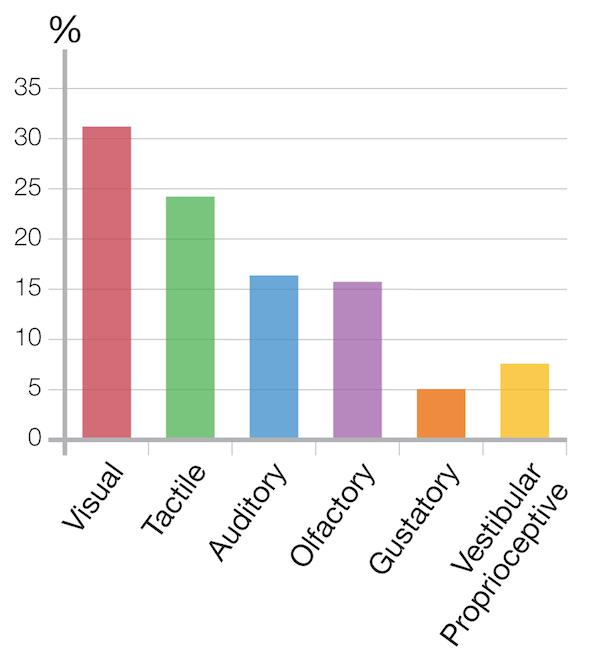 %
35
30
25
20
15
10
5
0
Visual
Tactile
Auditory
Olfactory
Gustatory
Vestibular
Proprioceptive